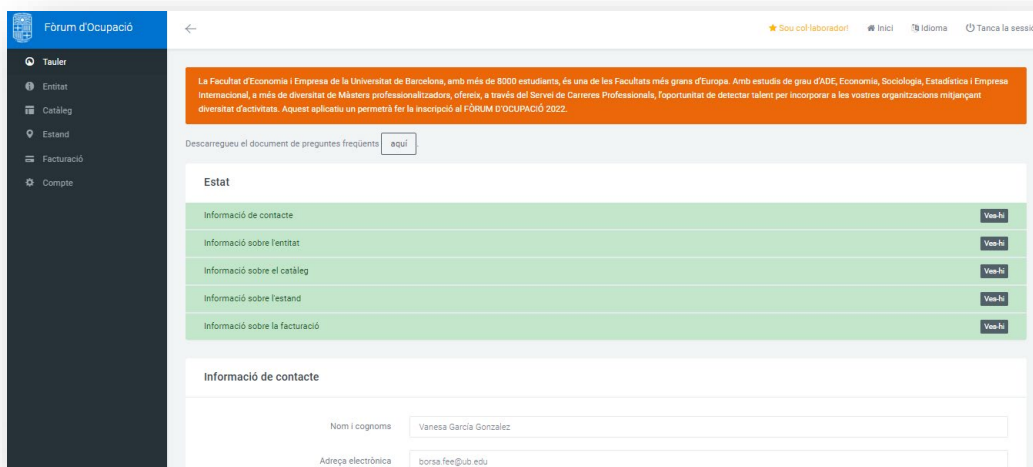 Fòrum d'Ocupació
Sou col·laborador! Inici Idioma Tanca la sessió
Tauler
Entitat
Catàleg
Estand
Facturació
Compte
La Facultat d'Economia i Empresa de la Universitat de Barcelona, amb més de 8000 estudiants, és una de les Facultats més grans d'Europa. Amb estudis de grau d'ADE, Economia, Sociologia, Estadística i Empresa
Internacional, a més de diversitat de Màsters professionalitzadors, ofereix, a través del Servei de Carreres Professionals, l'oportunitat de detectar talent per incorporar a les vostres organitzacions mitjançant
diversitat d'activitats. Aquest aplicatiu un permetrà fer la inscripció al FÒRUM D'OCUPACIÓ 2022.
Descarregueu el document de preguntes freqüents aquí.
Estat
Informació de contacte Ves-hi
Informació sobre l'entitat Ves-hi
Informació sobre el catàleg Ves-hi
Informació sobre l'estand Ves-hi
Informació sobre la facturació Ves-hi
Informació de contacte
Nom i cognoms Vanesa García Gonzalez
Adreça electrònica borsa.fee@ub.edu